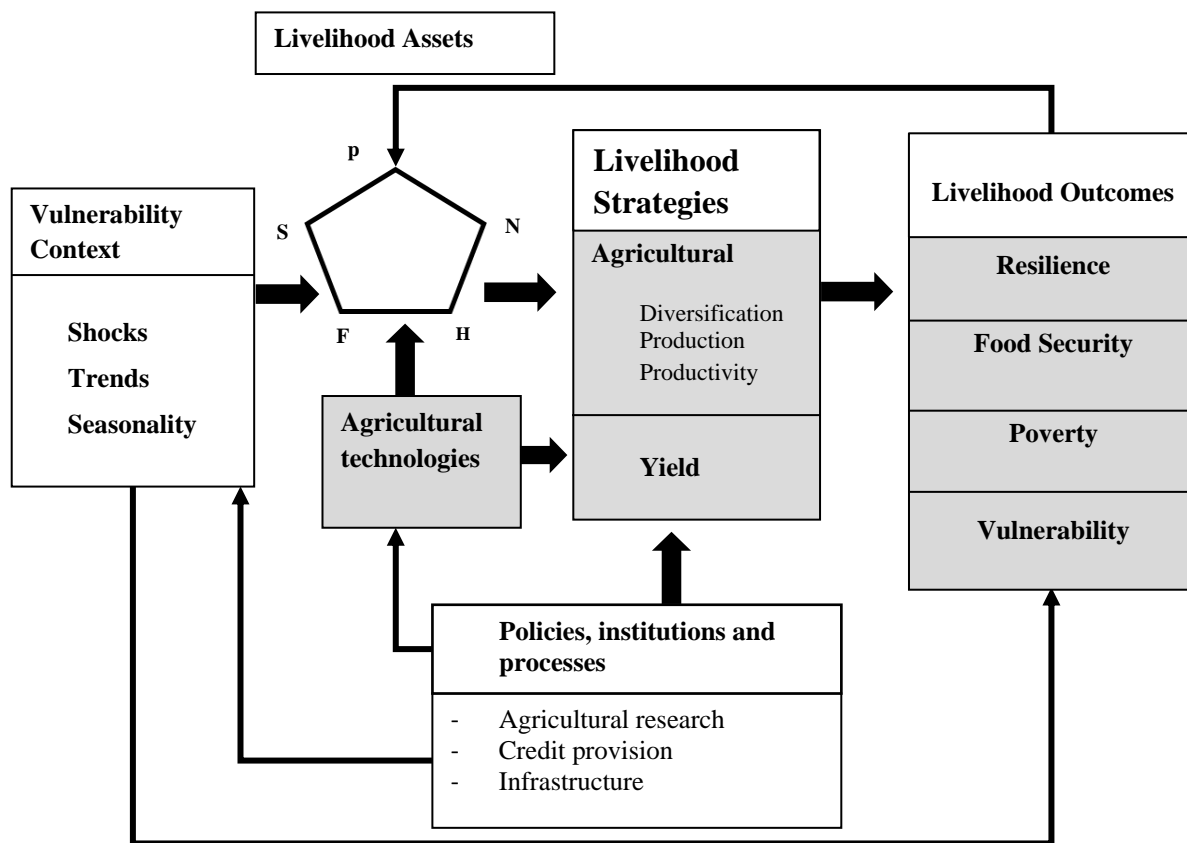 Livelihood Assets
p
S
N
F
H
Vulnerability
Context
Shocks
Trends
Seasonality
Agricultural
technologies
Livelihood
Strategies
Agricultural
Diversification
Production
Productivity
Yield
Livelihood Outcomes
Resilience
Food Security
Poverty
Vulnerability
Policies, institutions and
processes
- Agricultural research
- Credit provision
- Infrastructure